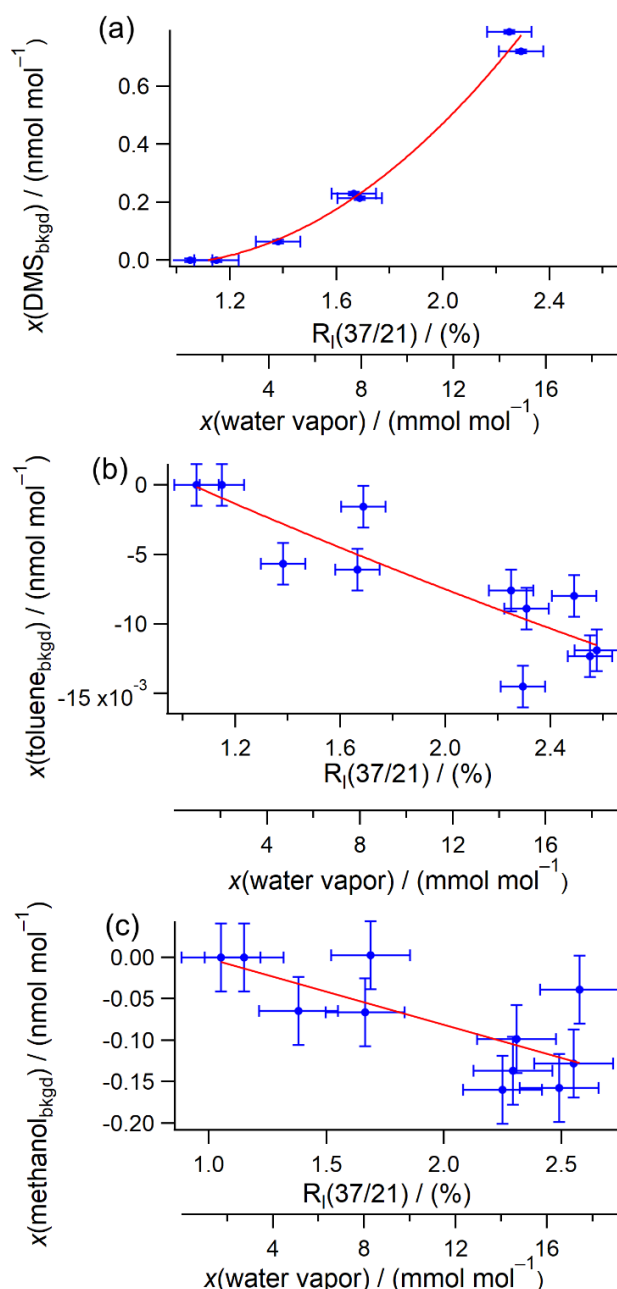 (a)
x(DMSbkgd) / (nmol mol−1)
0.6
0.4
0.2
0.0
1.2 1.6 2.0 2.4
RI(37/21) / (%)
4 8 12 16
x(water vapor) / (mmol mol−1)
(b)
x(toluenebkgd) / (nmol mol−1)
0
-5
-10
-15 x10−3
1.2 1.6 2.0 2.4
RI(37/21) / (%)
4 8 12 16
x(water vapor) / (mmol mol−1)
(c)
x(methanolbkgd) / (nmol mol−1)
0.00
-0.05
-0.10
-0.15
-0.20
1.0 1.5 2.0 2.5
RI(37/21) / (%)
4 8 12 16
x(water vapor) / (mmol mol−1)